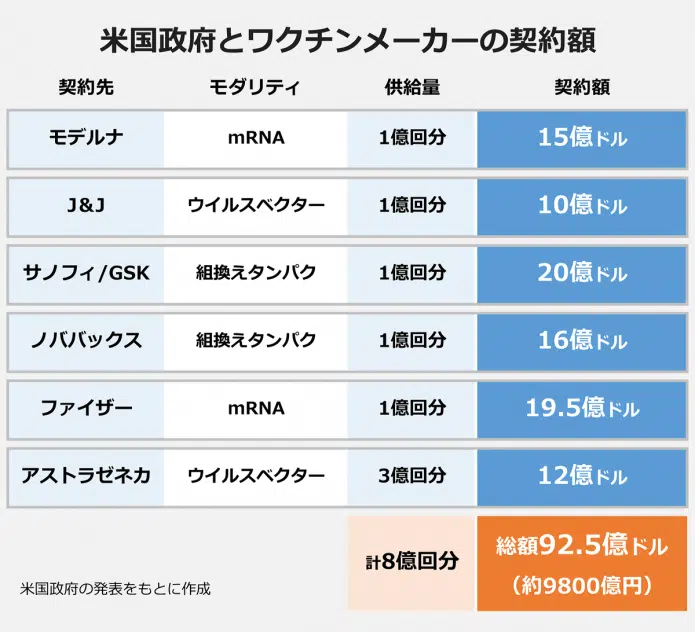 米国政府とワクチンメーカーの契約額
契約先 モダリティ 供給量 契約額
モデルナ mRNA 1億回分 15億ドル
J&J ウイルスベクター 1億回分 10億ドル
サノフィ/GSK 組換えタンパク 1億回分 20億ドル
ノババックス 組換えタンパク 1億回分 16億ドル
ファイザー mRNA 1億回分 19.5億ドル
アストラゼネカ ウイルスベクター 3億回分 12億ドル
計8億回分 総額92.5億ドル
（約9800億円）
米国政府の発表をもとに作成